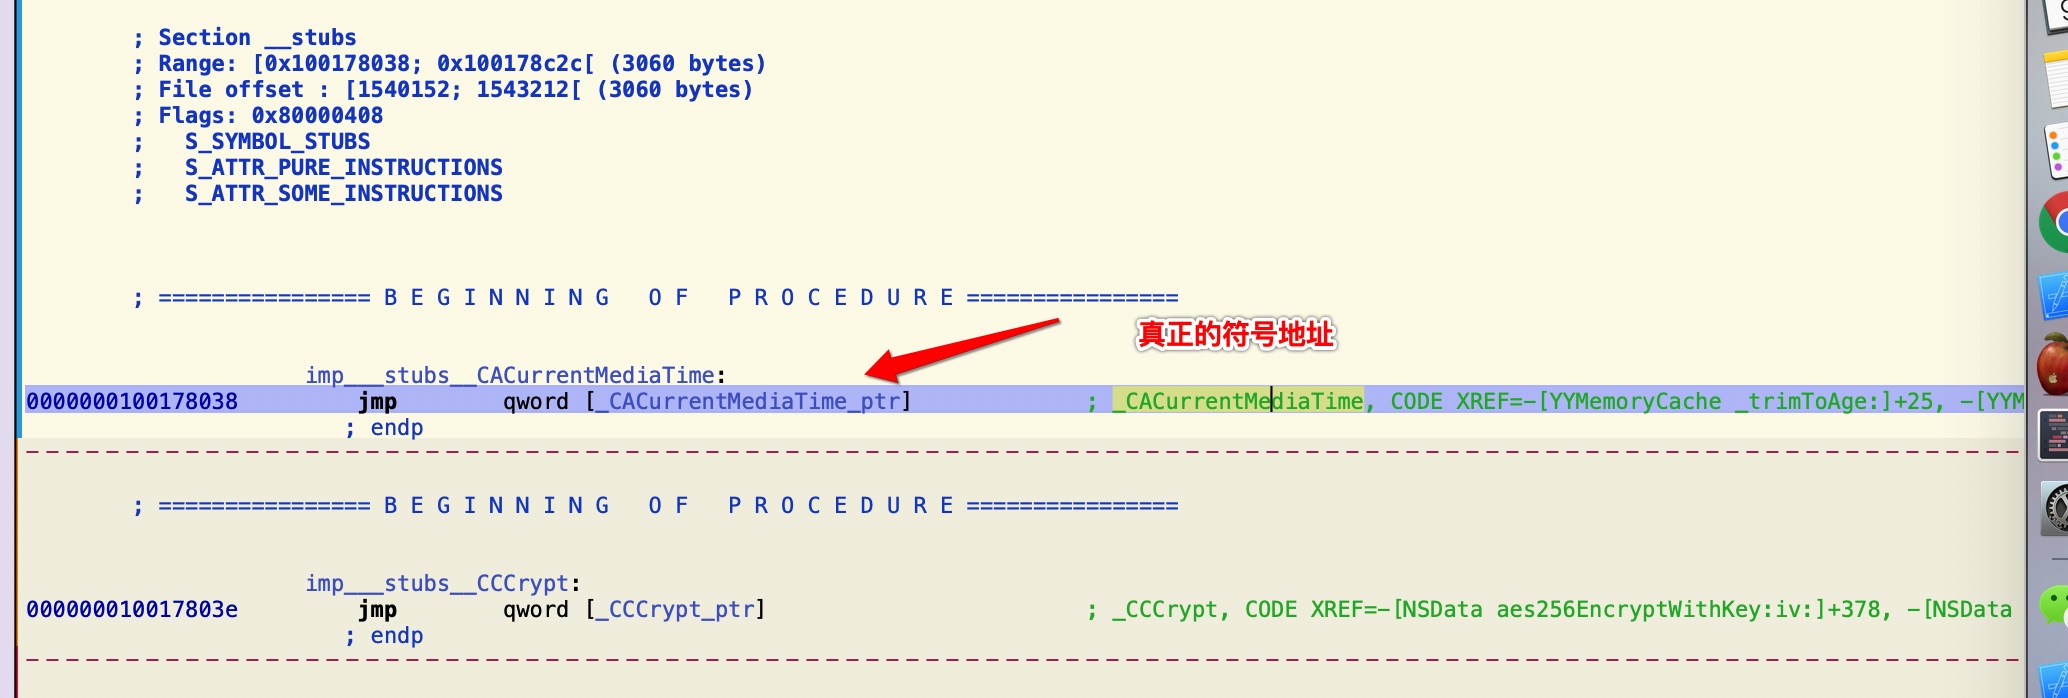 ; Section __stubs
; Range: [0x100178038; 0x100178c2c[ (3060 bytes)
; File offset : [1540152; 1543212[ (3060 bytes)
; Flags: 0x80000408
;   S_SYMBOL_STUBS
;   S_ATTR_PURE_INSTRUCTIONS
;   S_ATTR_SOME_INSTRUCTIONS
; ================ B E G I N N I N G   O F   P R O C E D U R E ================
真正的符号地址
imp___stubs__CACurrentMediaTime:
0000000100178038 jmp qword [_CACurrentMediaTime_ptr] ; _CACurrentMediaTime, CODE XREF=-[YYMemoryCache _trimToAge:]+25, -[YYM
; endp
; ================ B E G I N N I N G   O F   P R O C E D U R E ================
imp___stubs__CCCrypt:
000000010017803e jmp qword [_CCCrypt_ptr] ; _CCCrypt, CODE XREF=-[NSData aes256EncryptWithKey:iv:]+378, -[NSData
; endp